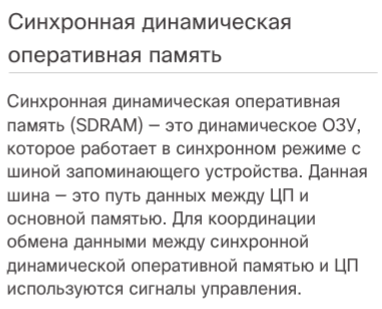 Синхронная динамическая
оперативная память
Синхронная динамическая оперативная
память (SDRAM) – это динамическое ОЗУ,
которое работает в синхронном режиме с
шиной запоминающего устройства. Данная
шина – это путь данных между ЦП и
основной памятью. Для координации
обмена данными между синхронной
динамической оперативной памятью и ЦП
используются сигналы управления.